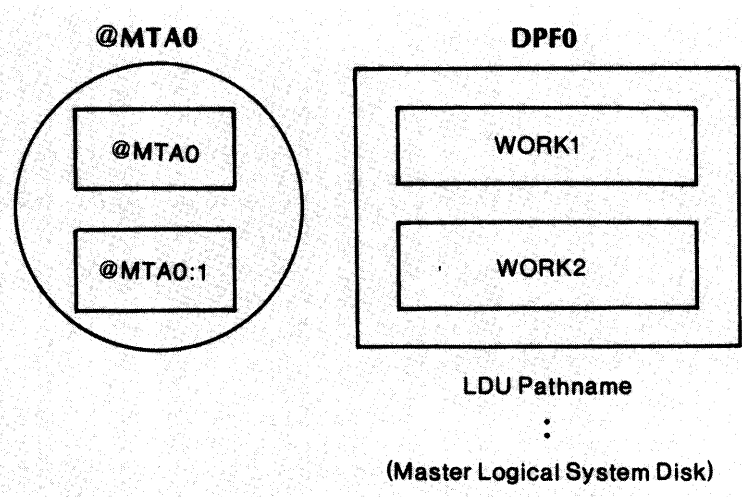 @MTA0
DPF0
@MTA0
WORK1
@MTA0:1
WORK2
LDU Pathname
:
(Master Logical System Disk)